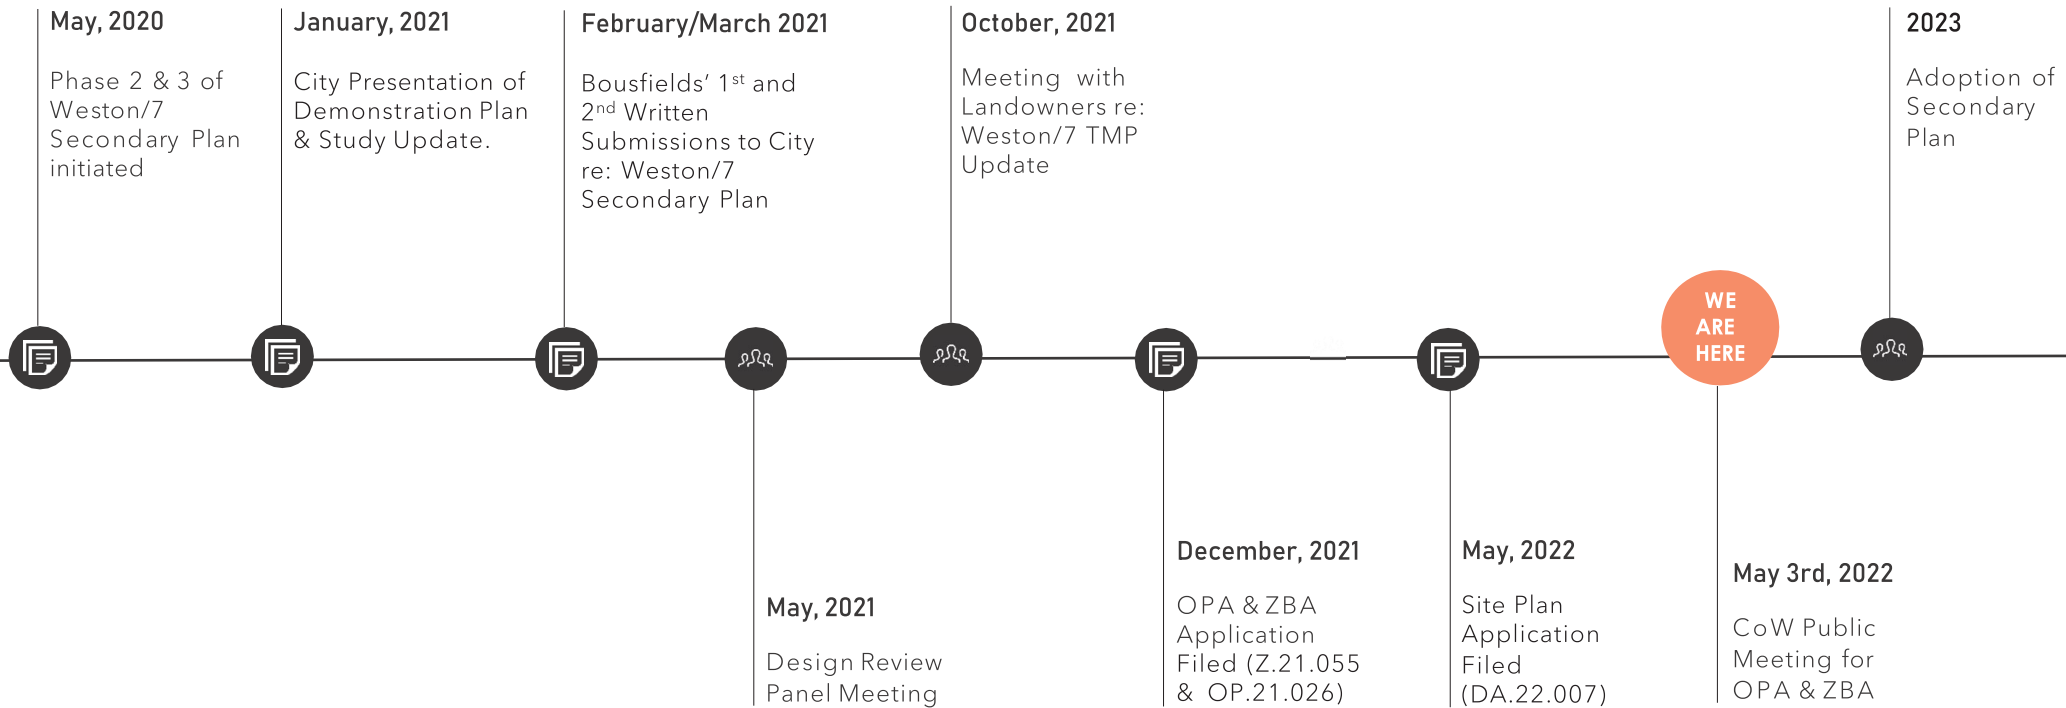 May, 2020
Phase 2 & 3 of
Weston/7
Secondary Plan
initiated
January, 2021
City Presentation of
Demonstration Plan
& Study Update.
February/March 2021
Bousfields’ 1st and
2nd Written
Submissions to City
re: Weston/7
Secondary Plan
October, 2021
Meeting with
Landowners re:
Weston/7 TMP
Update
2023
Adoption of
Secondary
Plan
WE
ARE
HERE
May, 2021
Design Review
Panel Meeting
December, 2021
OPA & ZBA
Application
Filed (Z.21.055
& OP.21.026)
May, 2022
Site Plan
Application
Filed
(DA.22.007)
May 3rd, 2022
CoW Public
Meeting for
OPA & ZBA